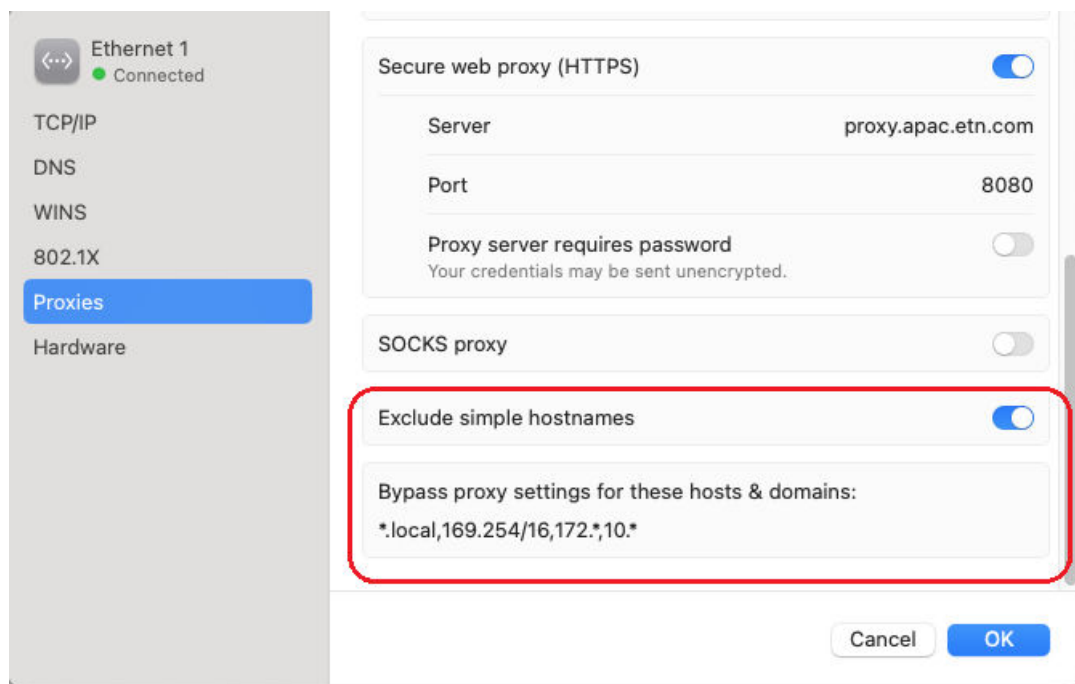 Ethernet 1
Connected
TCP/IP
DNS
WINS
802.1X
Proxies
Hardware
Secure web proxy (HTTPS)
Server proxy.apac.etn.com
Port 8080
Proxy server requires password
Your credentials may be sent unencrypted.
SOCKS proxy
Exclude simple hostnames
Bypass proxy settings for these hosts & domains:
*.local,169.254/16,172.*,10.*
Cancel OK